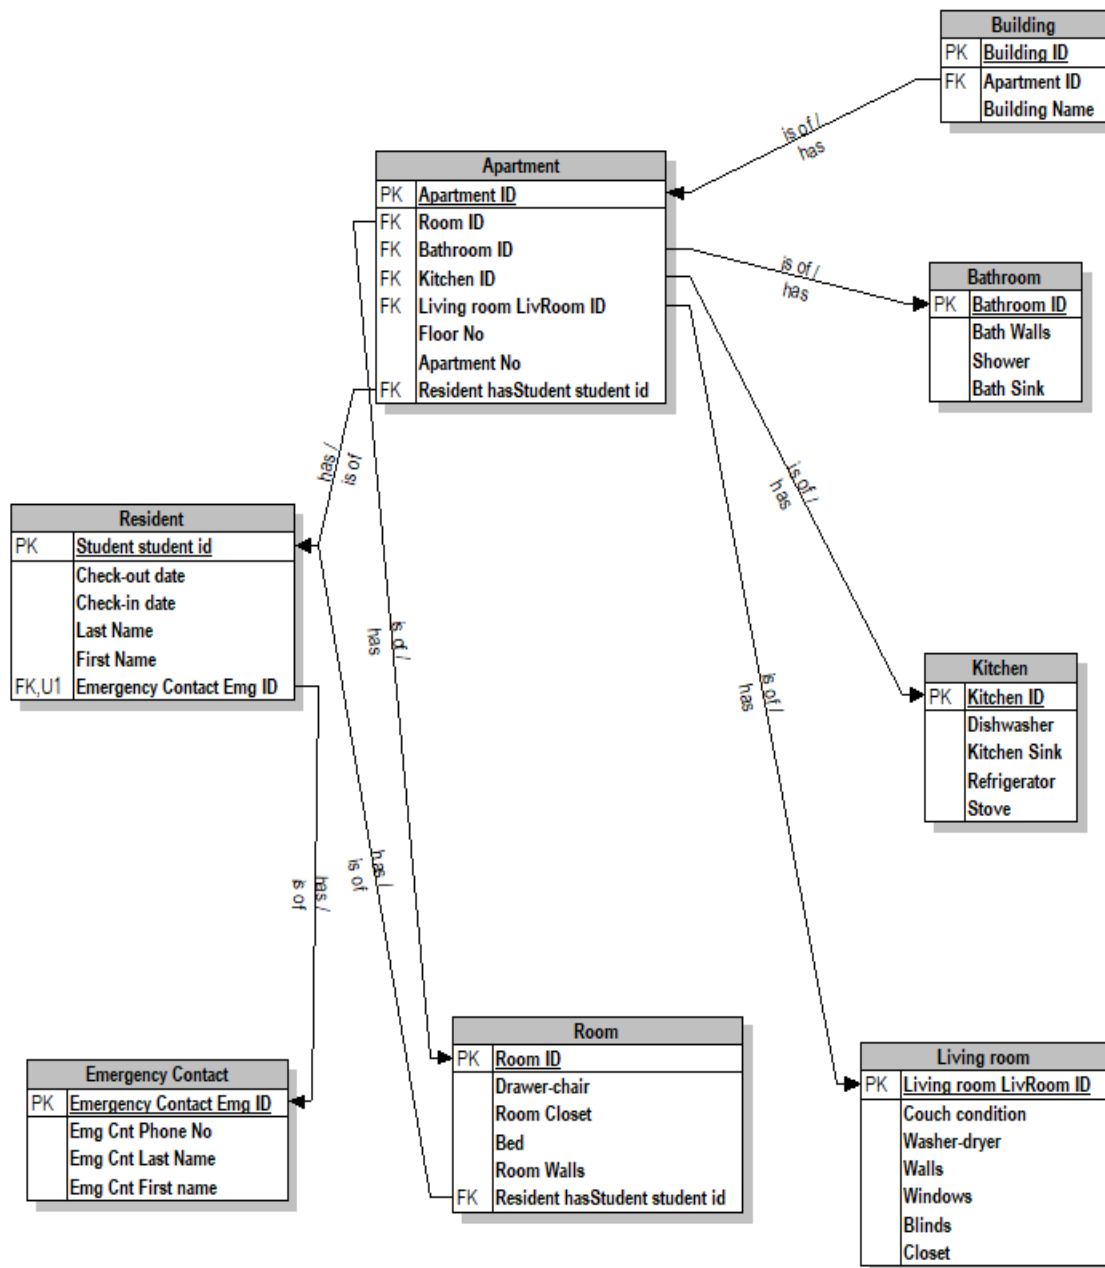 Building
PK Building ID
FK Apartment ID
Building Name
is of /
has
Apartment
PK Apartment ID
FK Room ID
FK Bathroom ID
FK Kitchen ID
FK Living room LivRoom ID
Floor No
Apartment No
FK Resident hasStudent student id
is of /
has
Bathroom
PK Bathroom ID
Bath Walls
Shower
Bath Sink
has /
is of
is of /
has
Resident
PK Student student id
Check-out date
Check-in date
Last Name
First Name
FK,U1 Emergency Contact Emg ID
is of /
has
is of /
has
Kitchen
PK Kitchen ID
Dishwasher
Kitchen Sink
Refrigerator
Stove
has /
is of
has /
is of
Emergency Contact
PK Emergency Contact Emg ID
Emg Cnt Phone No
Emg Cnt Last Name
Emg Cnt First name
Room
PK Room ID
Drawer-chair
Room Closet
Bed
Room Walls
FK Resident hasStudent student id
Living room
PK Living room LivRoom ID
Couch condition
Washer-dryer
Walls
Windows
Blinds
Closet